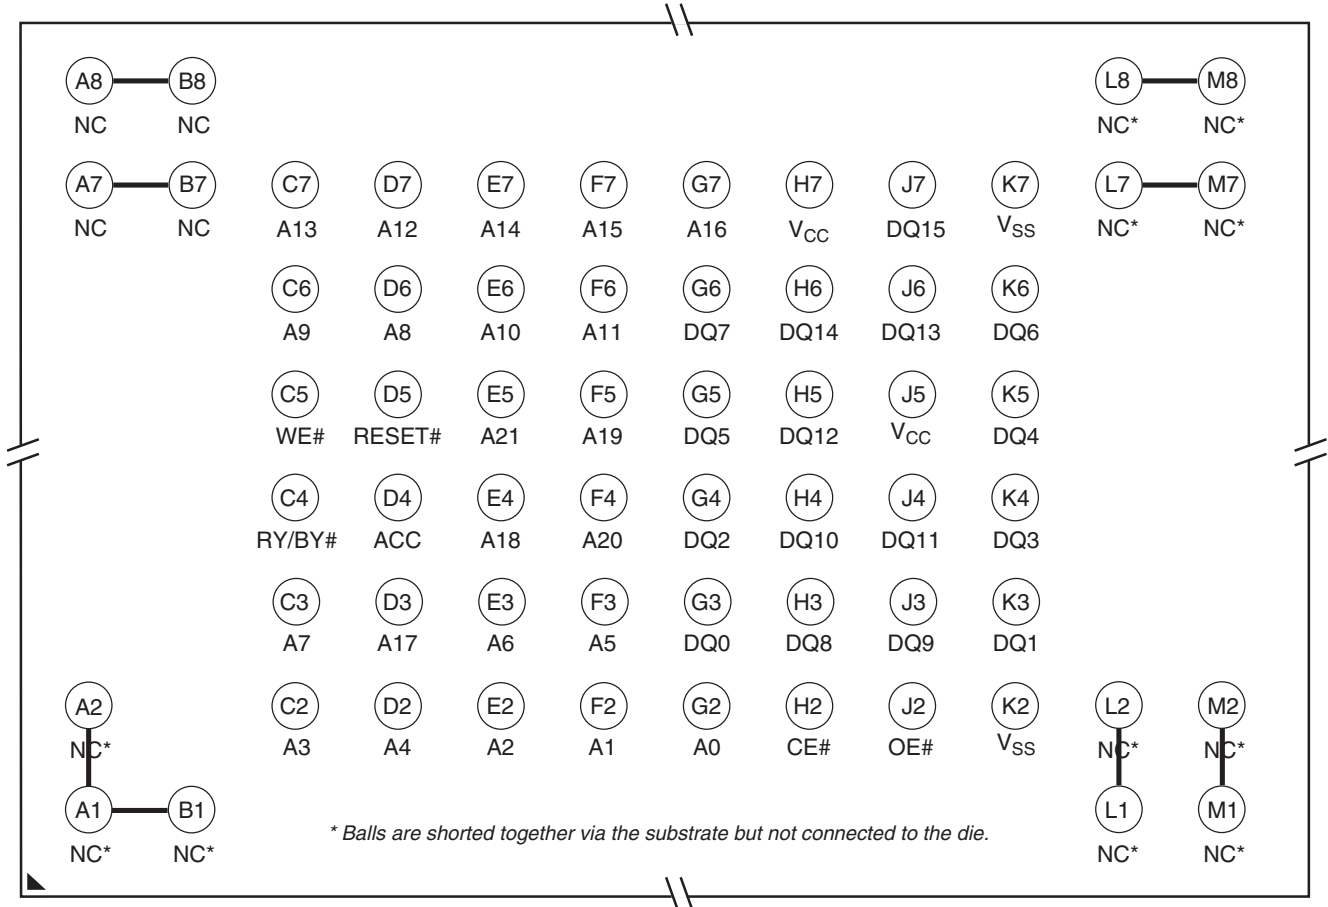 A8 B8 L8 M8
NC NC NC* NC*
A7 B7 C7 D7 E7 F7 G7 H7 J7 K7 L7 M7
NC NC A13 A12 A14 A15 A16 VCC DQ15 VSS NC* NC*
C6 D6 E6 F6 G6 H6 J6 K6
A9 A8 A10 A11 DQ7 DQ14 DQ13 DQ6
C5 D5 E5 F5 G5 H5 J5 K5
WE# RESET# A21 A19 DQ5 DQ12 VCC DQ4
C4 D4 E4 F4 G4 H4 J4 K4
RY/BY# ACC A18 A20 DQ2 DQ10 DQ11 DQ3
C3 D3 E3 F3 G3 H3 J3 K3
A7 A17 A6 A5 DQ0 DQ8 DQ9 DQ1
A2 C2 D2 E2 F2 G2 H2 J2 K2 L2 M2
NC* A3 A4 A2 A1 A0 CE# OE# VSS NC* NC*
A1 B1 L1 M1
* Balls are shorted together via the substrate but not connected to the die.
NC* NC* NC* NC*